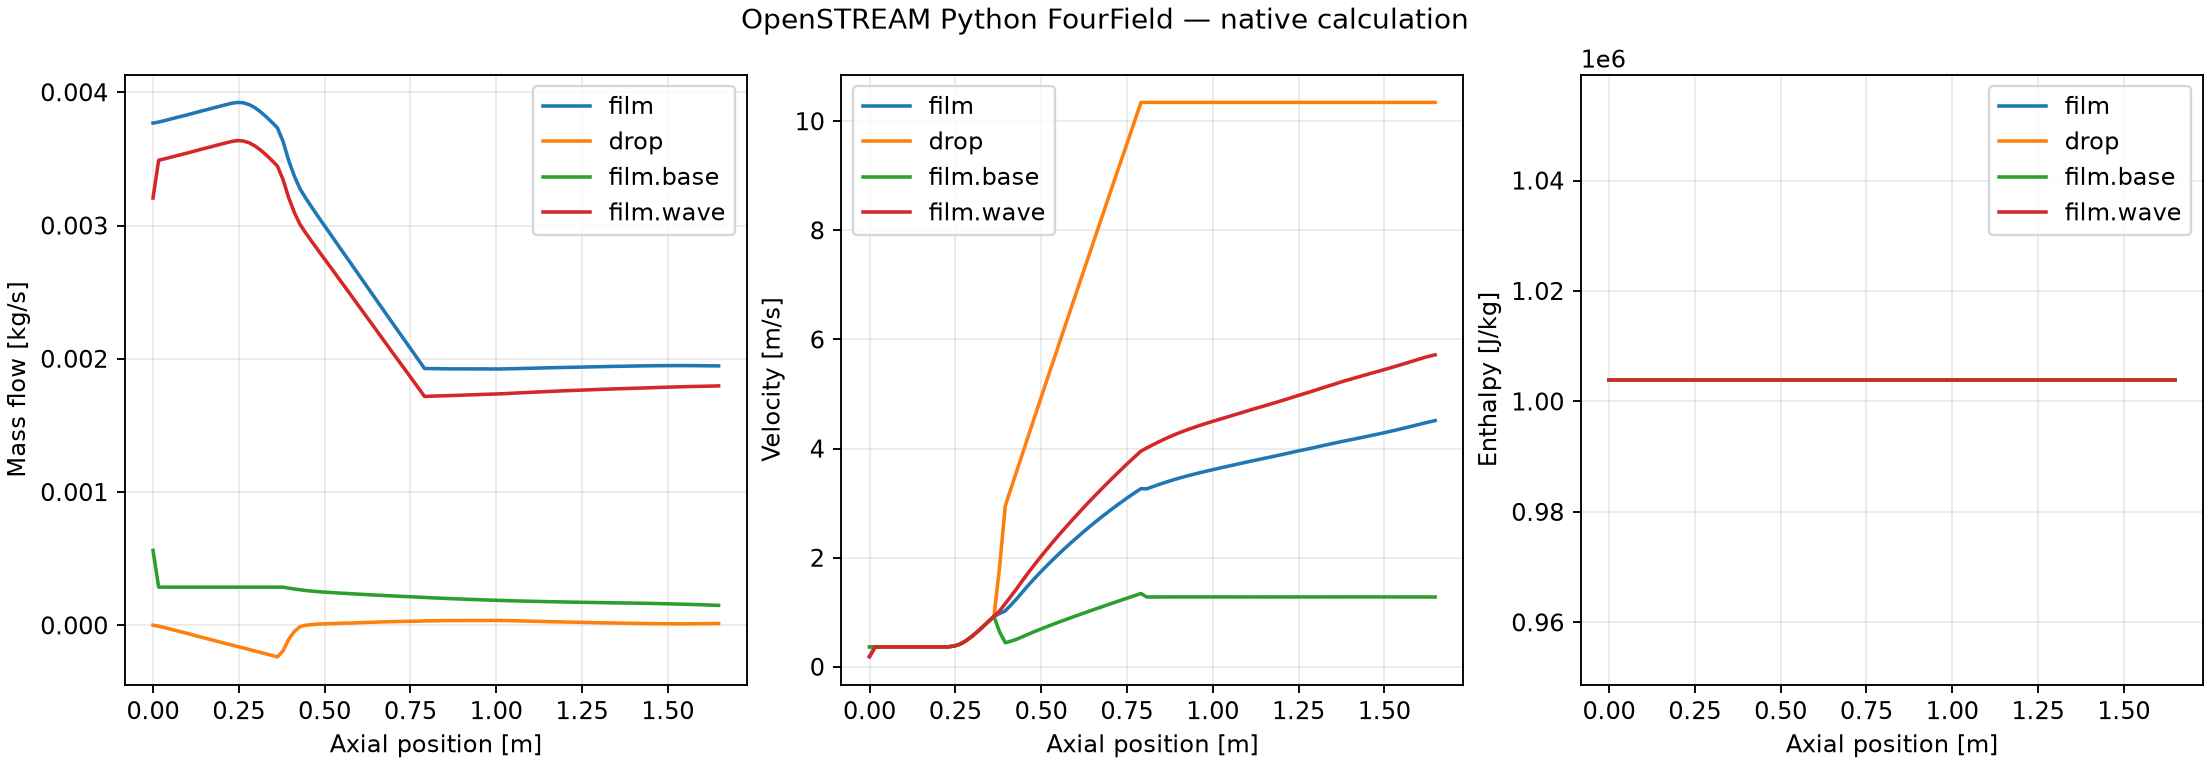 OpenSTREAM Python FourField — native calculation
0.004
0.003
0.002
0.001
0.000
Mass flow [kg/s]
film
drop
film.base
film.wave
0.00 0.25 0.50 0.75 1.00 1.25 1.50
Axial position [m]
10
8
6
4
2
0
Velocity [m/s]
film
drop
film.base
film.wave
0.00 0.25 0.50 0.75 1.00 1.25 1.50
Axial position [m]
1e6
1.04
1.02
1.00
0.98
0.96
Enthalpy [J/kg]
film
drop
film.base
film.wave
0.00 0.25 0.50 0.75 1.00 1.25 1.50
Axial position [m]